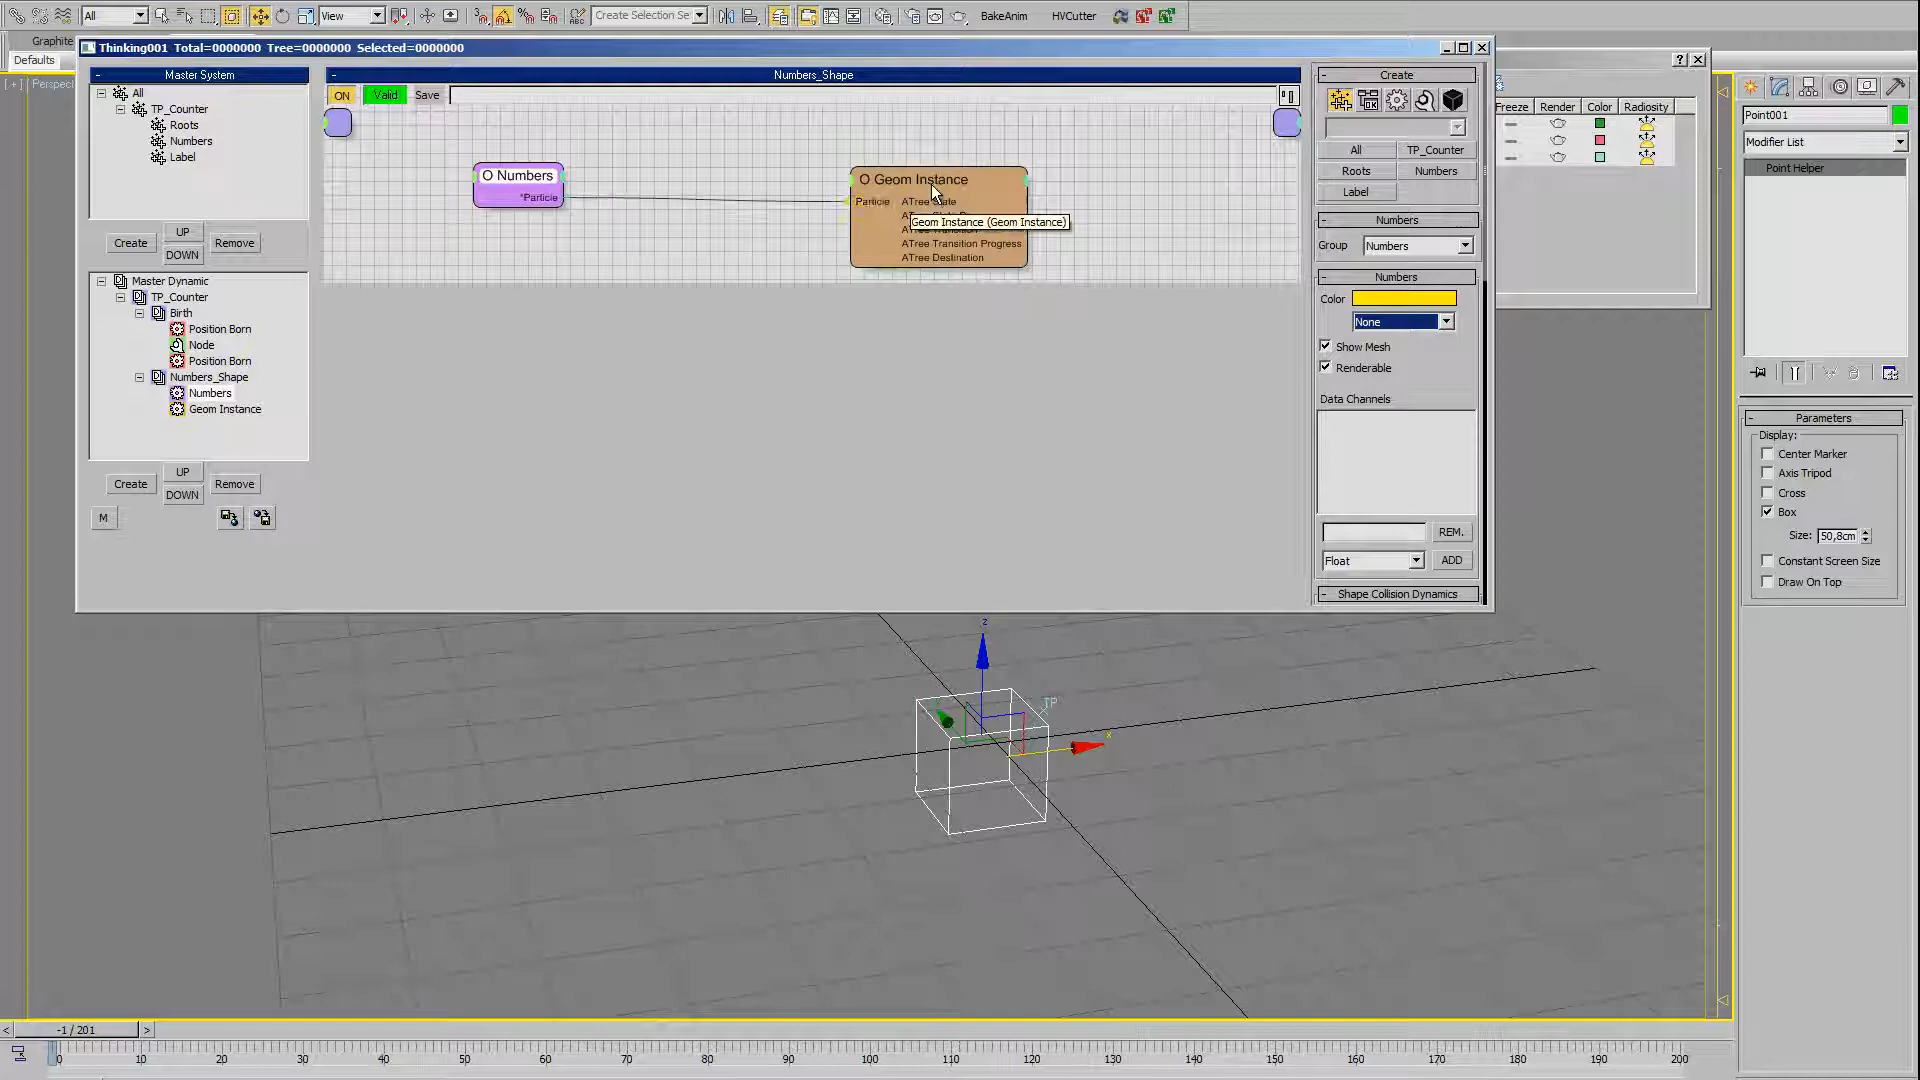 All
View
Create Selection Se
BakeAnim
HVCutter
Graphite
Defaults
[ + ] Perspect
Thinking001 Total=0000000 Tree=0000000 Selected=0000000
Master System
All
TP_Counter
Roots
Numbers
Label
Create
UP
DOWN
Remove
Master Dynamic
TP_Counter
Birth
Position Born
Node
Position Born
Numbers_Shape
Numbers
Geom Instance
Create
UP
DOWN
Remove
M
Numbers_Shape
ON
Valid
Save
O Numbers
*Particle
O Geom Instance
Particle
ATree State
ATree Transition Progress
ATree Destination
Geom Instance (Geom Instance)
Create
All
TP_Counter
Roots
Numbers
Label
Numbers
Group
Numbers
Numbers
Color
None
Show Mesh
Renderable
Data Channels
REM.
Float
ADD
Shape Collision Dynamics
Freeze
Render
Color
Radiosity
Point001
Modifier List
Point Helper
Parameters
Display:
Center Marker
Axis Tripod
Cross
Box
Size: 50,8cm
Constant Screen Size
Draw On Top
z
TP
x
-1 / 201
0 10 20 30 40 50 60 70 80 90 100 110 120 130 140 150 160 170 180 190 200